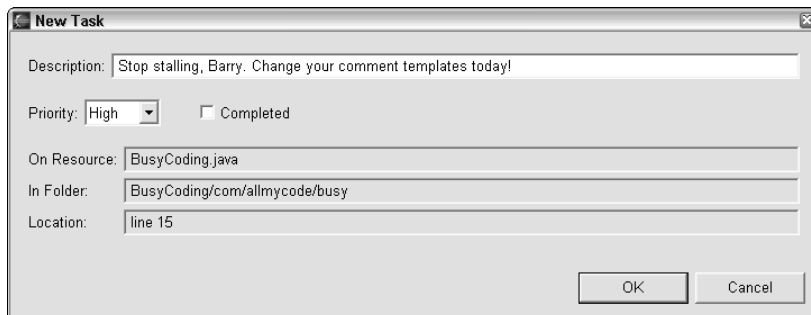 New Task
Description: Stop stalling, Barry. Change your comment templates today!
Priority: High Completed
On Resource: BusyCoding.java
In Folder: BusyCoding/com/allmycode/busy
Location: line 15
OK Cancel